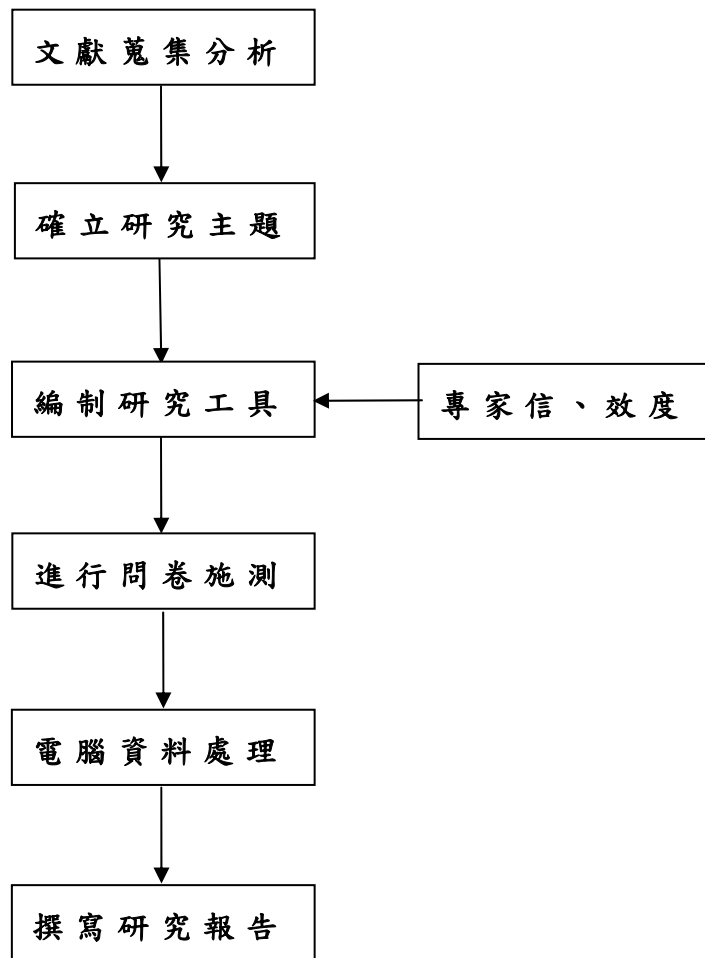 文獻蒐集分析
確立研究主題
編制研究工具
專家信、效度
進行問卷施測
電腦資料處理
撰寫研究報告